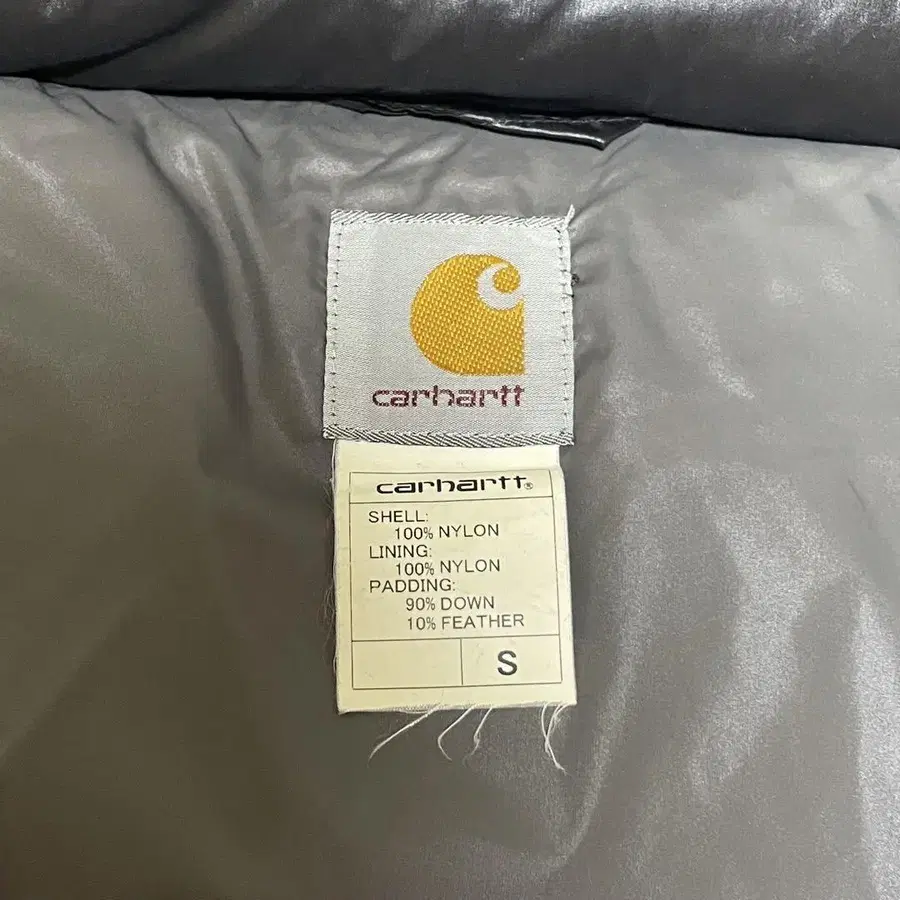 carhartt
carhartt®
SHELL:
100% NYLON
LINING:
100% NYLON
PADDING:
90% DOWN
10% FEATHER
S